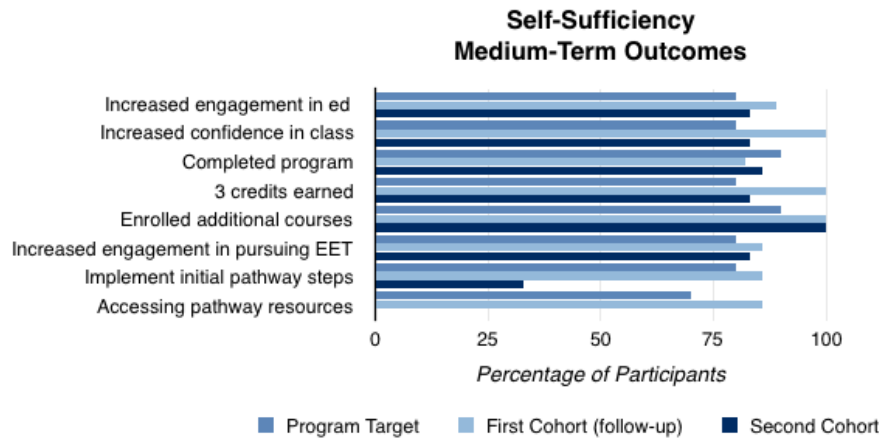 Self-Sufficiency
Medium-Term Outcomes
Increased engagement in ed
Increased confidence in class
Completed program
3 credits earned
Enrolled additional courses
Increased engagement in pursuing EET
Implement initial pathway steps
Accessing pathway resources
0 25 50 75 100
Percentage of Participants
Program Target First Cohort (follow-up) Second Cohort